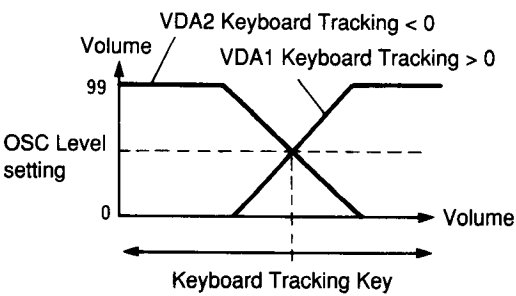 VDA2 Keyboard Tracking < 0
Volume
VDA1 Keyboard Tracking > 0
99
OSC Level
setting
0
Volume
Keyboard Tracking Key